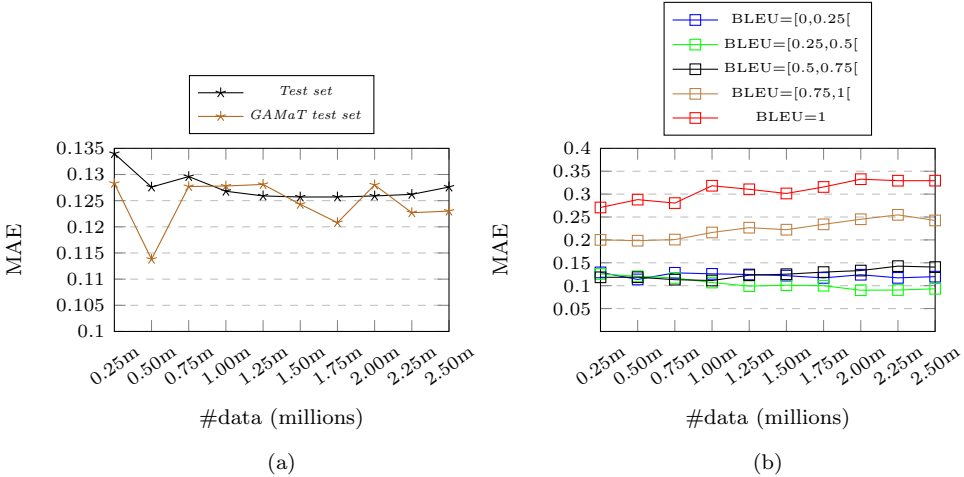 Test set
GAMaT test set
0.135
0.13
0.125
0.12
0.115
0.11
0.105
0.1
MAE
0.25m
0.50m
0.75m
1.00m
1.25m
1.50m
1.75m
2.00m
2.25m
2.50m
#data (millions)
(a)
BLEU=[0,0.25[
BLEU=[0.25,0.5[
BLEU=[0.5,0.75[
BLEU=[0.75,1[
BLEU=1
0.4
0.35
0.3
0.25
0.2
0.15
0.1
0.05
MAE
0.25m
0.50m
0.75m
1.00m
1.25m
1.50m
1.75m
2.00m
2.25m
2.50m
#data (millions)
(b)